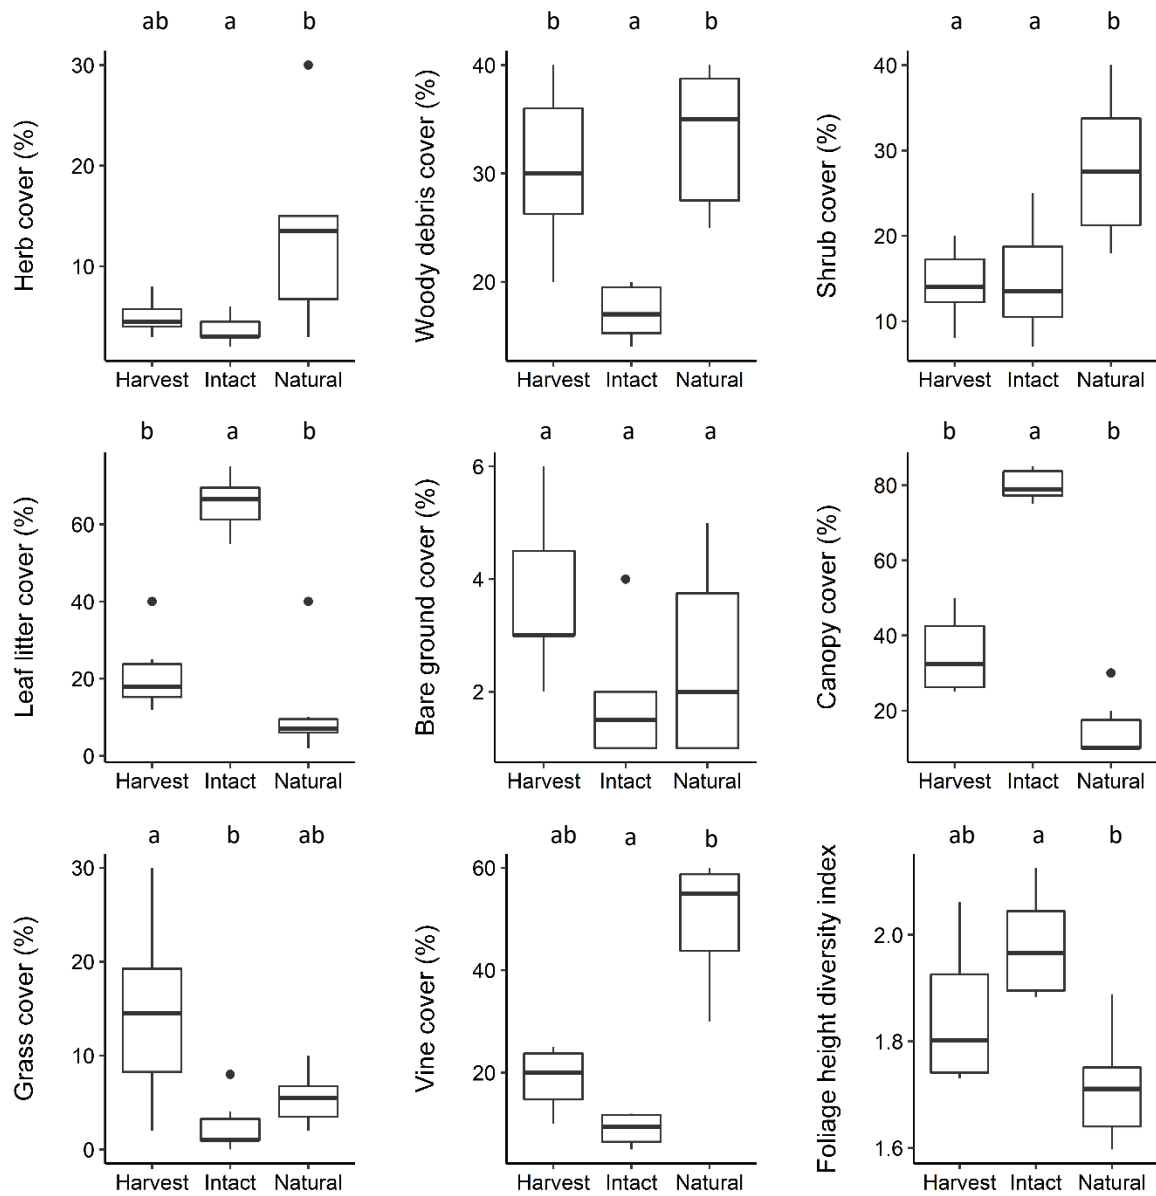 ab a b
Herb cover (%)
30
20
10
Harvest Intact Natural
b a b
Woody debris cover (%)
40
30
20
Harvest Intact Natural
a a b
Shrub cover (%)
40
30
20
10
Harvest Intact Natural
b a b
Leaf litter cover (%)
60
40
20
0
Harvest Intact Natural
a a a
Bare ground cover (%)
6
4
2
Harvest Intact Natural
b a b
Canopy cover (%)
80
60
40
20
Harvest Intact Natural
a b ab
Grass cover (%)
30
20
10
0
Harvest Intact Natural
ab a b
Vine cover (%)
60
40
20
Harvest Intact Natural
ab a b
Foliage height diversity index
2.0
1.8
1.6
Harvest Intact Natural